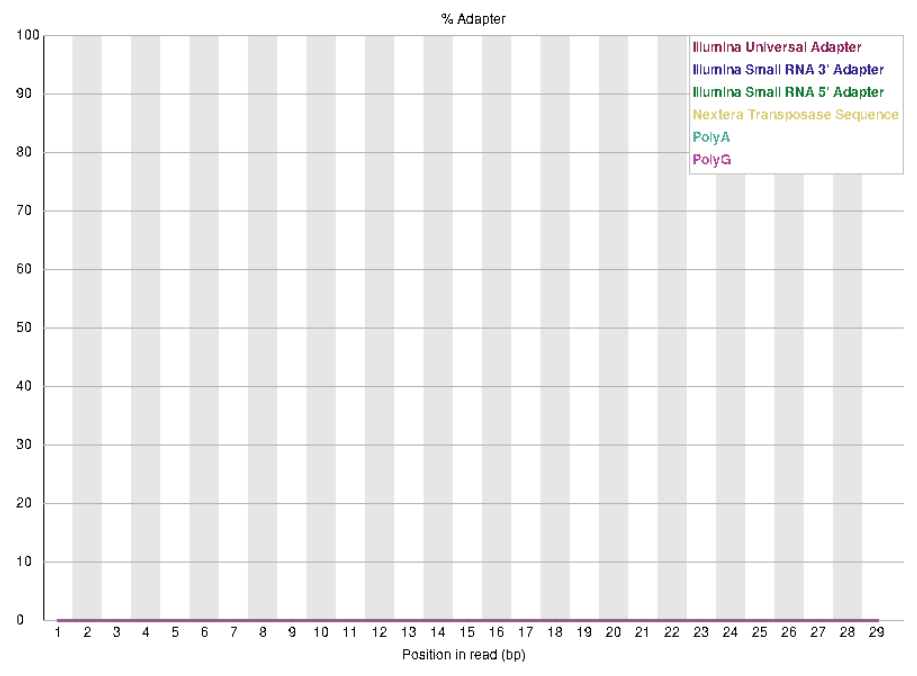 % Adapter
100
90
80
70
60
50
40
30
20
10
0
Illumina Universal Adapter
Illumina Small RNA 3' Adapter
Illumina Small RNA 5' Adapter
Nextera Transposase Sequence
PolyA
PolyG
1 2 3 4 5 6 7 8 9 10 11 12 13 14 15 16 17 18 19 20 21 22 23 24 25 26 27 28 29
Position in read (bp)